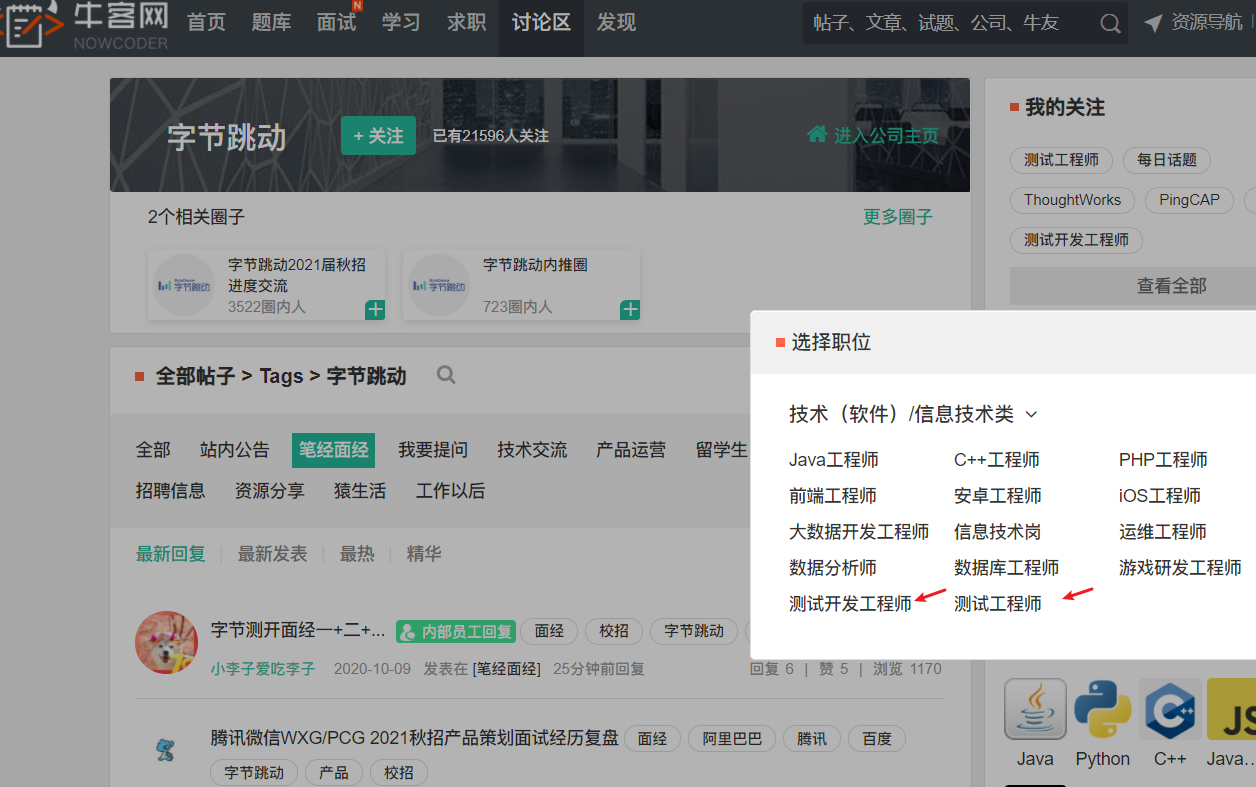 牛客网
NOWCODER
首页 题库 面试 N 学习 求职 讨论区 发现
帖子、文章、试题、公司、牛友
资源导航
字节跳动
+ 关注
已有21596人关注
进入公司主页
2个相关圈子
更多圈子
字节跳动
字节跳动2021届秋招
进度交流
3522圈内人
字节跳动
字节跳动内推圈
723圈内人
我的关注
测试工程师 每日话题
ThoughtWorks PingCAP
测试开发工程师
查看全部
全部帖子 > Tags > 字节跳动
全部 站内公告 笔经面经 我要提问 技术交流 产品运营 留学生
招聘信息 资源分享 猿生活 工作以后
最新回复 最新发表 最热 精华
选择职位
技术（软件）/信息技术类
Java工程师 C++工程师 PHP工程师
前端工程师 安卓工程师 iOS工程师
大数据开发工程师 信息技术岗 运维工程师
数据分析师 数据库工程师 游戏研发工程师
测试开发工程师 测试工程师
字节测开面经一+二+... 内部员工回复 面经 校招 字节跳动
小李子爱吃李子 2020-10-09 发表在 [笔经面经] 25分钟前回复 回复 6 | 赞 5 | 浏览 1170
腾讯微信WXG/PCG 2021秋招产品策划面试经历复盘 面经 阿里巴巴 腾讯 百度
字节跳动 产品 校招
JS
Java Python C++ Java...